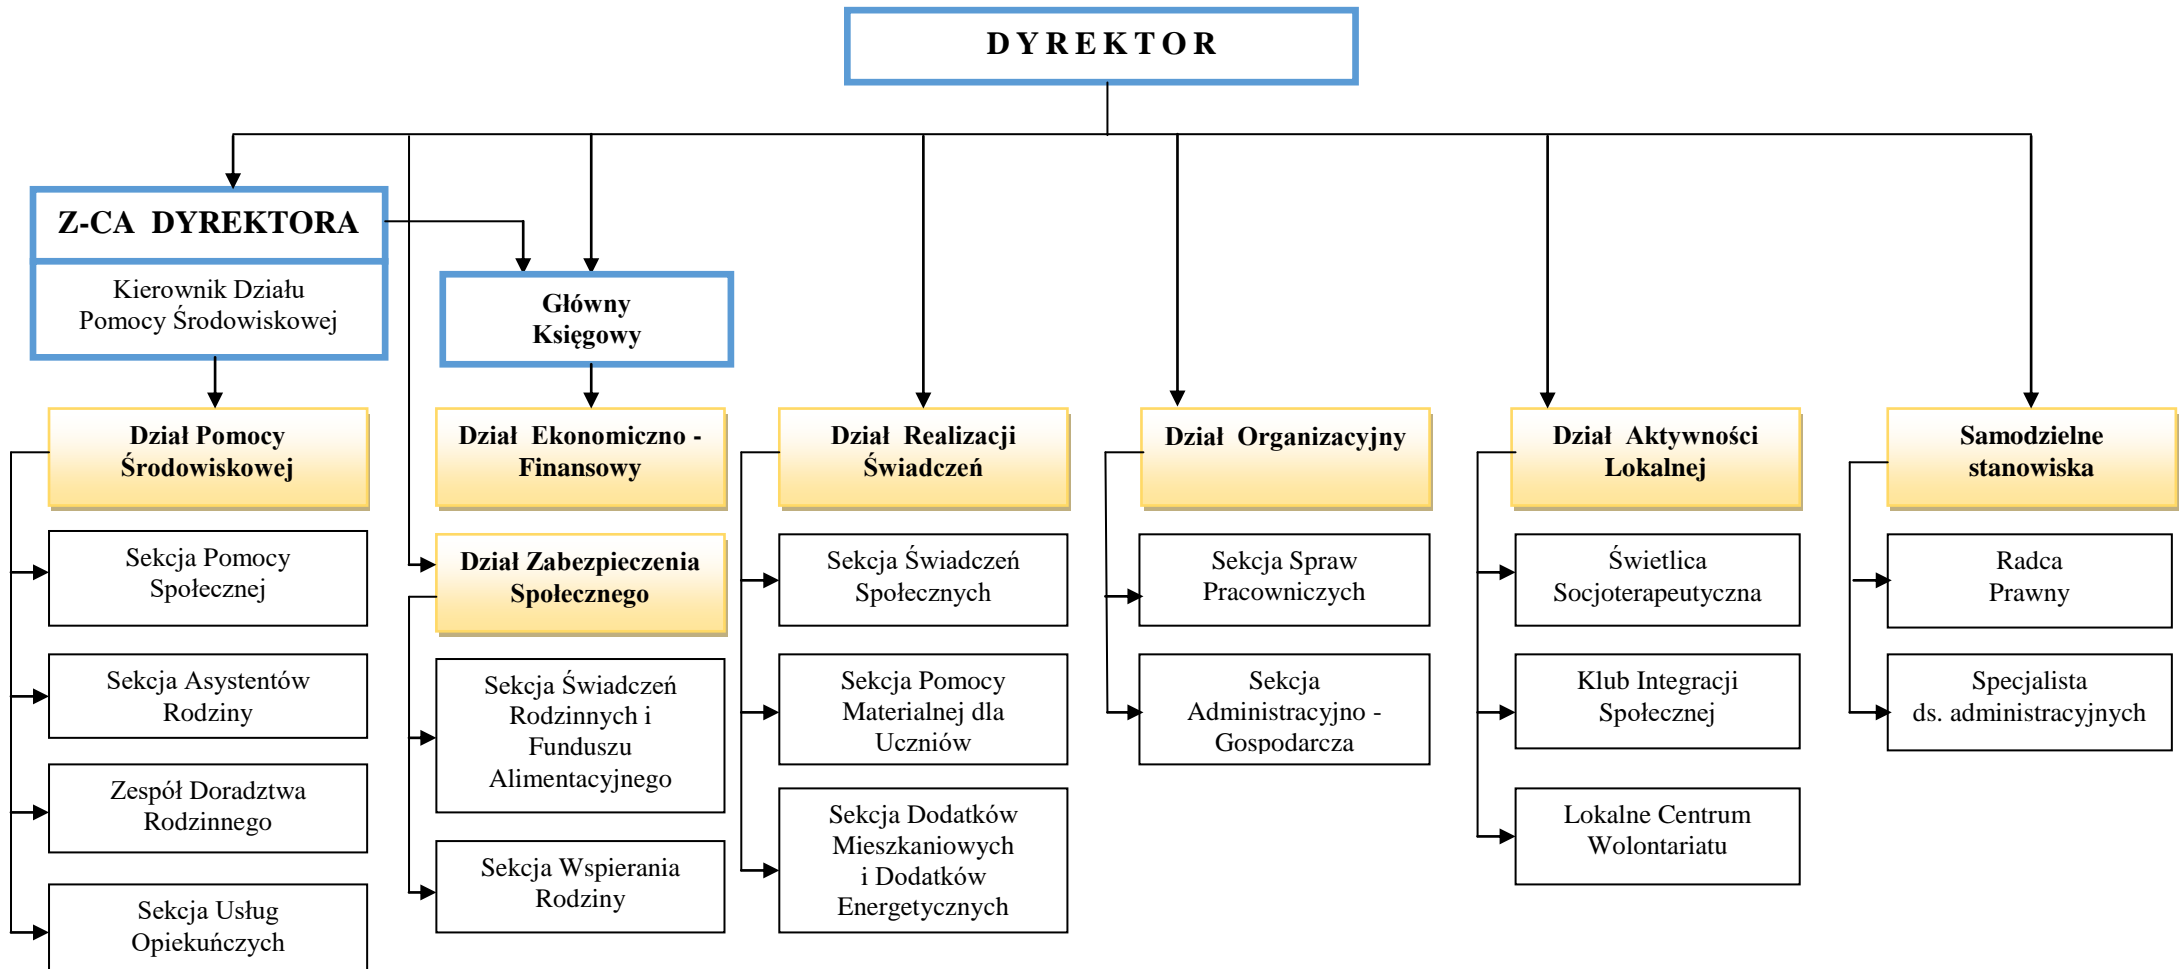 DYREKTOR
Z-CA DYREKTORA
Kierownik Działu
Pomocy Środowiskowej
Główny
Księgowy
Dział Pomocy
Środowiskowej
Sekcja Pomocy
Społecznej
Sekcja Asystentów
Rodziny
Zespół Doradztwa
Rodzinnego
Sekcja Usług
Opiekuńczych
Dział Ekonomiczno -
Finansowy
Dział Zabezpieczenia
Społecznego
Sekcja Świadczeń
Rodzinnych i
Funduszu
Alimentacyjnego
Sekcja Wspierania
Rodziny
Dział Realizacji
Świadczeń
Sekcja Świadczeń
Społecznych
Sekcja Pomocy
Materialnej dla
Uczniów
Sekcja Dodatków
Mieszkaniowych
i Dodatków
Energetycznych
Dział Organizacyjny
Sekcja Spraw
Pracowniczych
Sekcja
Administracyjno -
Gospodarcza
Dział Aktywności
Lokalnej
Świetlica
Socjoterapeutyczna
Klub Integracji
Społecznej
Lokalne Centrum
Wolontariatu
Samodzielne
stanowiska
Radca
Prawny
Specjalista
ds. administracyjnych